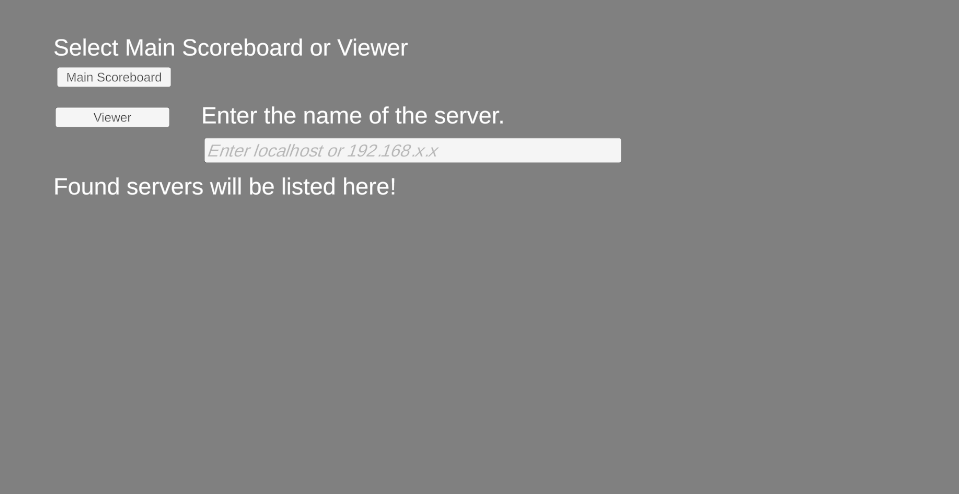 Select Main Scoreboard or Viewer
Main Scoreboard
Viewer
Enter the name of the server.
Enter localhost or 192.168.x.x
Found servers will be listed here!